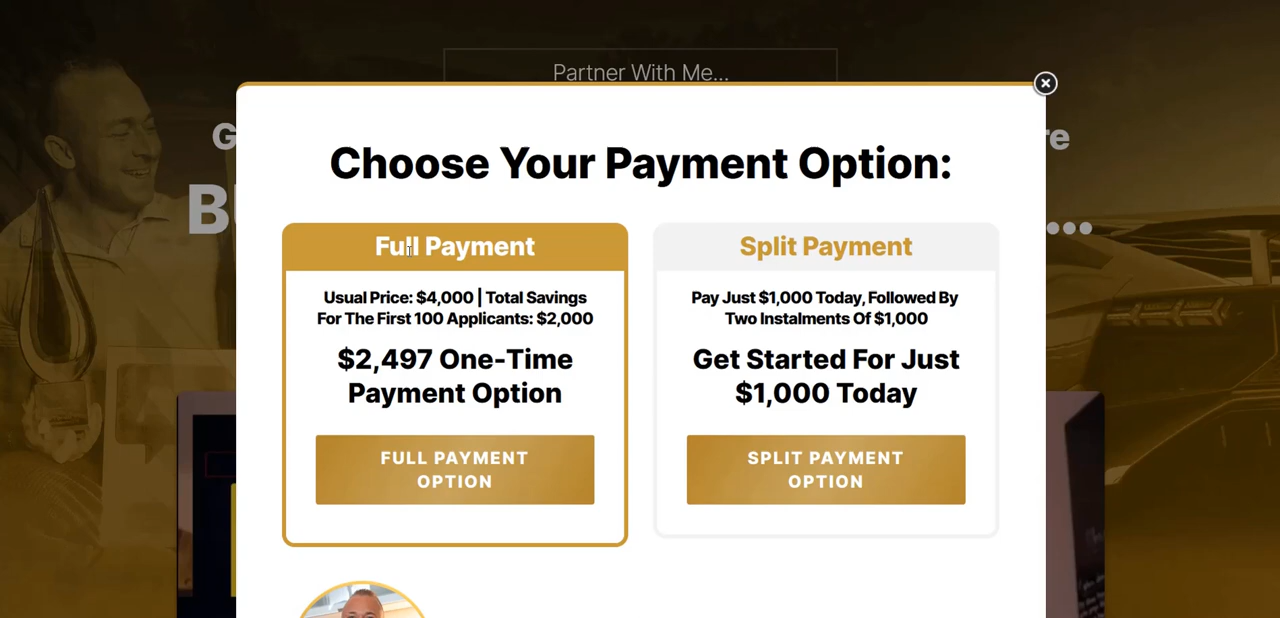 Partner With Me...
Choose Your Payment Option:
Full Payment
Usual Price: $4,000 | Total Savings
For The First 100 Applicants: $2,000
$2,497 One-Time
Payment Option
FULL PAYMENT
OPTION
Split Payment
Pay Just $1,000 Today, Followed By
Two Instalments Of $1,000
Get Started For Just
$1,000 Today
SPLIT PAYMENT
OPTION